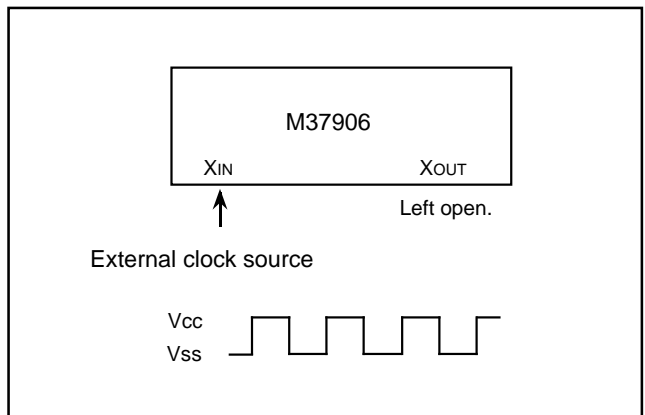 M37906
XIN XOUT
Left open.
External clock source
Vcc
Vss